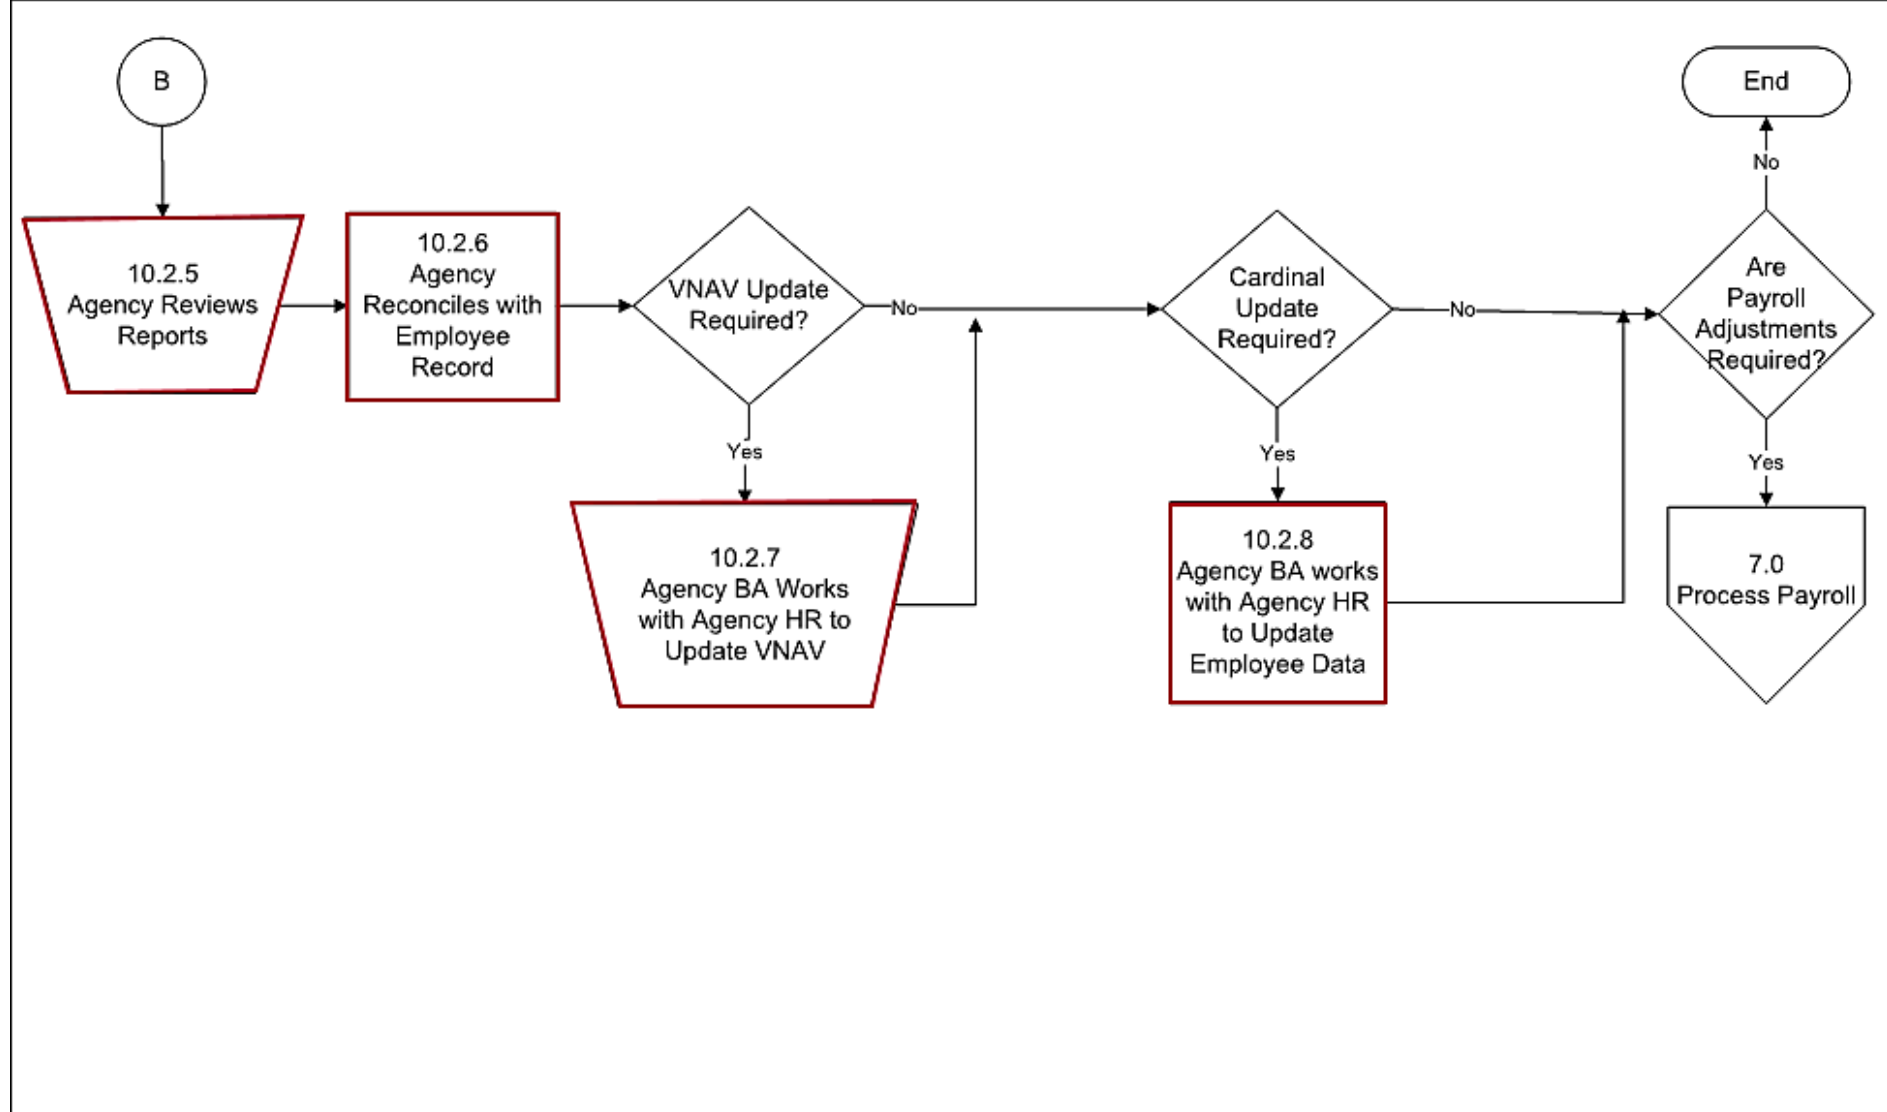 B
End
No
10.2.5
Agency Reviews
Reports
10.2.6
Agency
Reconciles with
Employee
Record
VNAV Update
Required?
No
Yes
10.2.7
Agency BA Works
with Agency HR to
Update VNAV
Cardinal
Update
Required?
No
Yes
10.2.8
Agency BA works
with Agency HR
to Update
Employee Data
Are
Payroll
Adjustments
Required?
Yes
7.0
Process Payroll